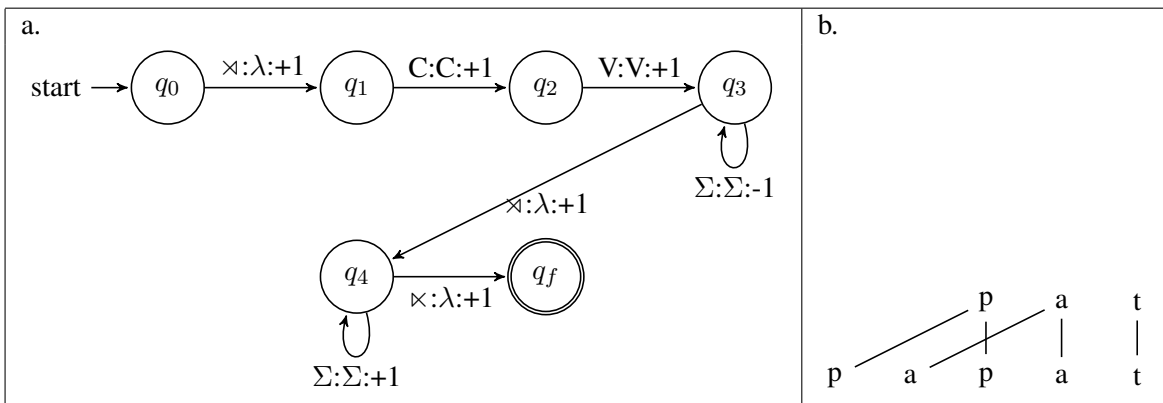 a.
start q0 ⋊:λ:+1 q1 C:C:+1 q2 V:V:+1 q3
Σ:Σ:-1
⋊:λ:+1
q4 ⋉:λ:+1 qf
Σ:Σ:+1
b.
p a t
p a p a t